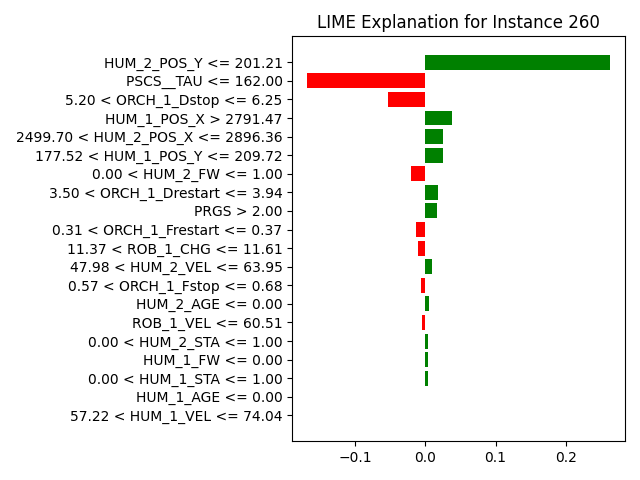 LIME Explanation for Instance 260
HUM_2_POS_Y <= 201.21
PSCS__TAU <= 162.00
5.20 < ORCH_1_Dstop <= 6.25
HUM_1_POS_X > 2791.47
2499.70 < HUM_2_POS_X <= 2896.36
177.52 < HUM_1_POS_Y <= 209.72
0.00 < HUM_2_FW <= 1.00
3.50 < ORCH_1_Drestart <= 3.94
PRGS > 2.00
0.31 < ORCH_1_Frestart <= 0.37
11.37 < ROB_1_CHG <= 11.61
47.98 < HUM_2_VEL <= 63.95
0.57 < ORCH_1_Fstop <= 0.68
HUM_2_AGE <= 0.00
ROB_1_VEL <= 60.51
0.00 < HUM_2_STA <= 1.00
HUM_1_FW <= 0.00
0.00 < HUM_1_STA <= 1.00
HUM_1_AGE <= 0.00
57.22 < HUM_1_VEL <= 74.04
−0.1 0.0 0.1 0.2